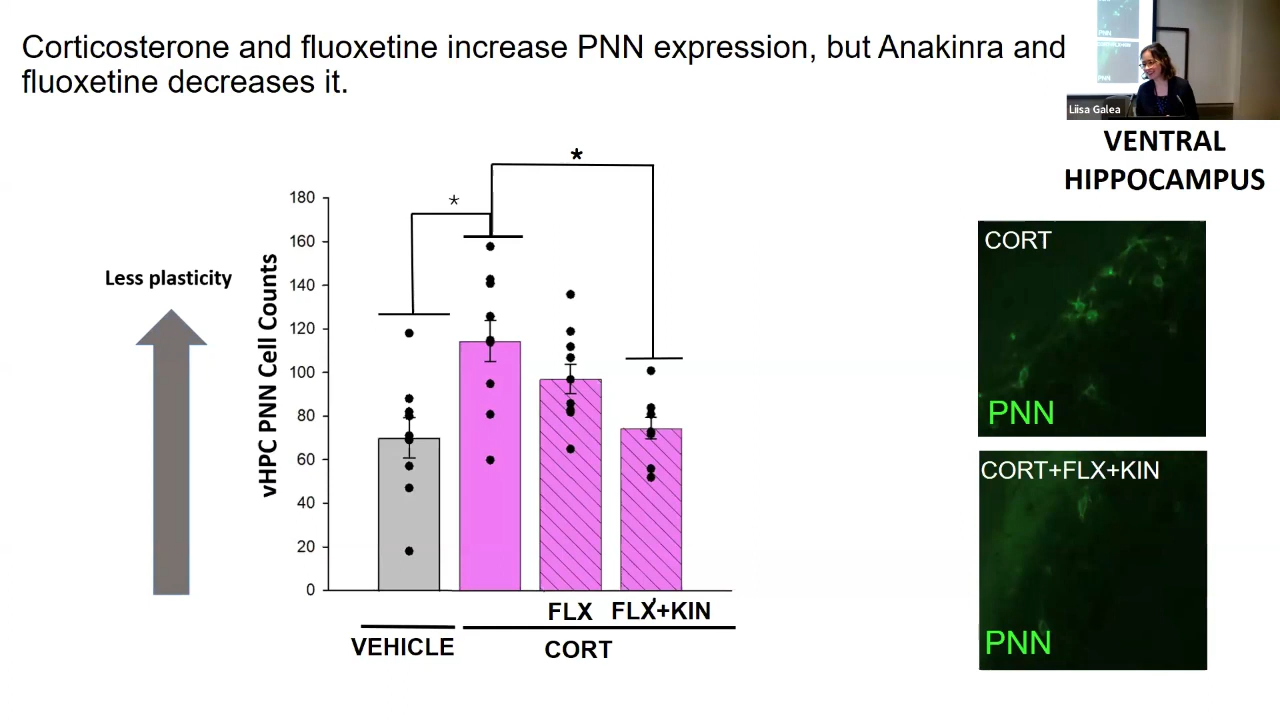 Corticosterone and fluoxetine increase PNN expression, but Anakinra and
fluoxetine decreases it.
Liisa Galea
VENTRAL
HIPPOCAMPUS
*
*
Less plasticity
vHPC PNN Cell Counts
180
160
140
120
100
80
60
40
20
0
FLX
FLX+KIN
VEHICLE
CORT
CORT
PNN
CORT+FLX+KIN
PNN
PNN
PNN